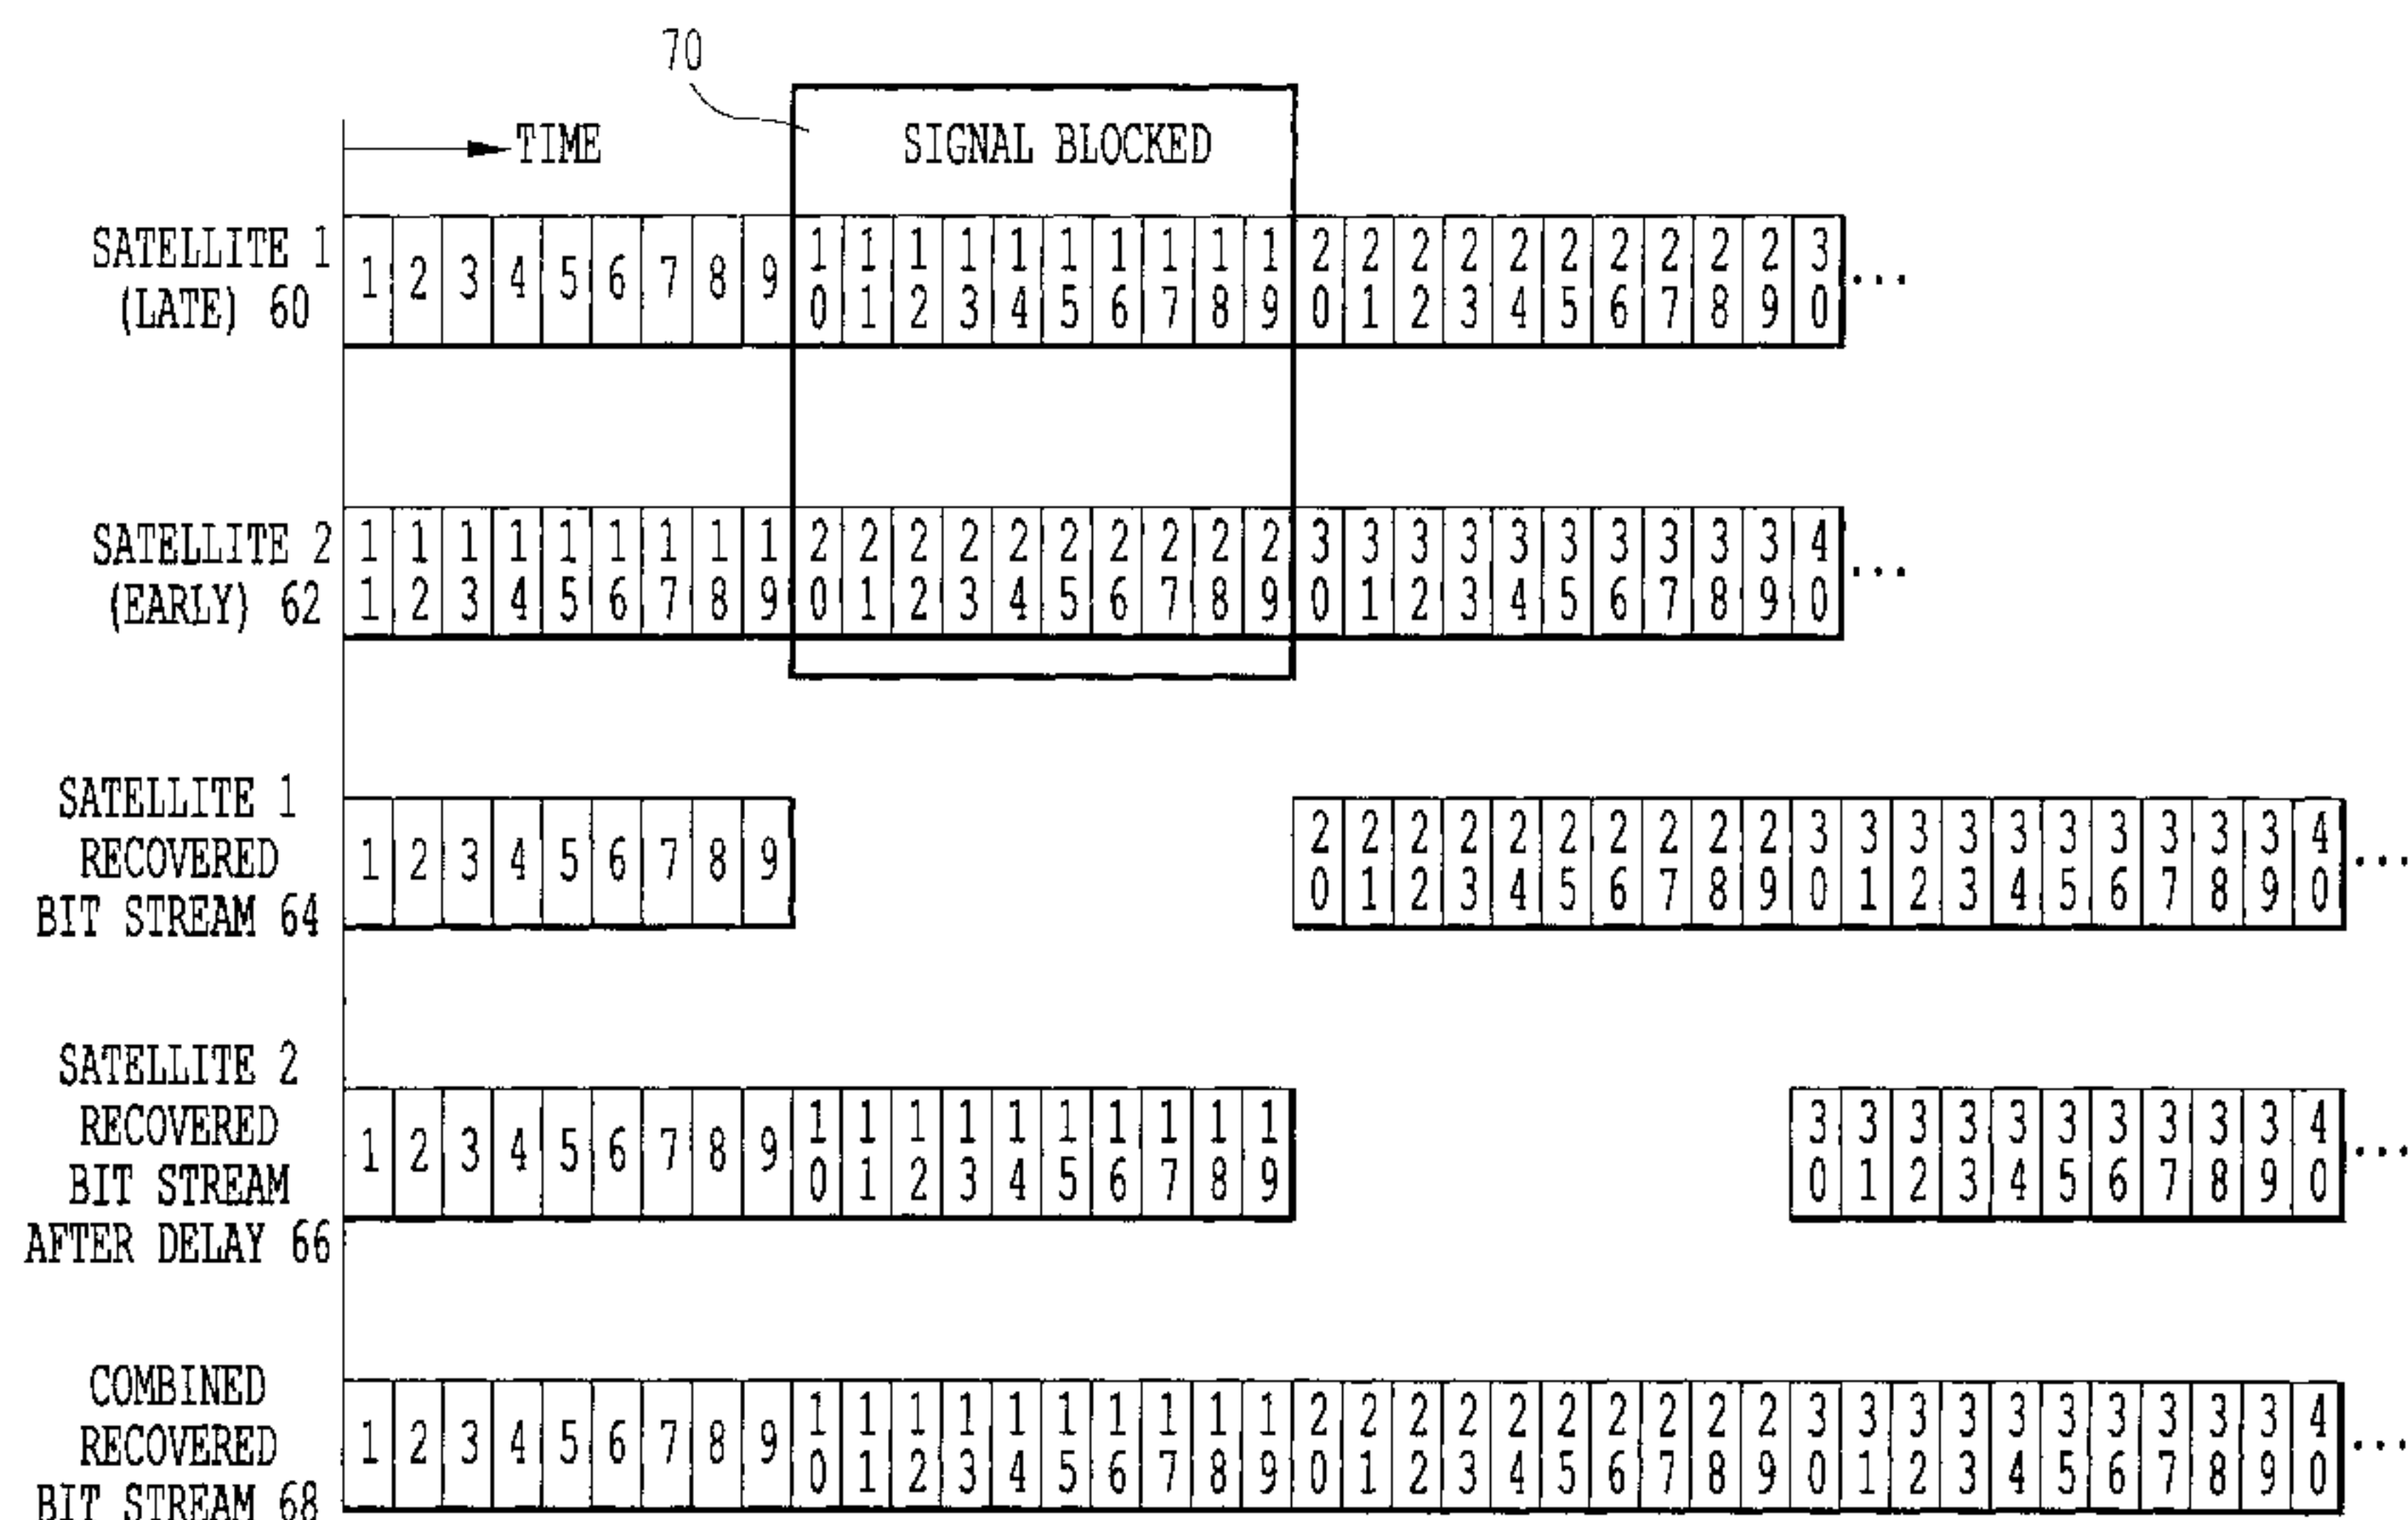 70
TIME
SIGNAL BLOCKED
SATELLITE 1
(LATE) 60
1 2 3 4 5 6 7 8 9 10 11 12 13 14 15 16 17 18 19 20 21 22 23 24 25 26 27 28 29 30 ...
SATELLITE 2
(EARLY) 62
11 12 13 14 15 16 17 18 19 20 21 22 23 24 25 26 27 28 29 30 31 32 33 34 35 36 37 38 39 40 ...
SATELLITE 1
RECOVERED
BIT STREAM 64
1 2 3 4 5 6 7 8 9 20 21 22 23 24 25 26 27 28 29 30 31 32 33 34 35 36 37 38 39 40 ...
SATELLITE 2
RECOVERED
BIT STREAM
AFTER DELAY 66
1 2 3 4 5 6 7 8 9 10 11 12 13 14 15 16 17 18 19 30 31 32 33 34 35 36 37 38 39 40 ...
COMBINED
RECOVERED
BIT STREAM 68
1 2 3 4 5 6 7 8 9 10 11 12 13 14 15 16 17 18 19 20 21 22 23 24 25 26 27 28 29 30 31 32 33 34 35 36 37 38 39 40 ...